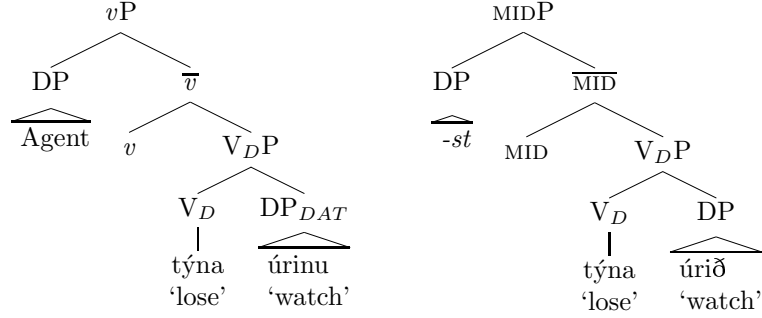 vP
MIDP
DP
v̅
DP
M̅I̅D̅
Agent
v
V_DP
-st
MID
V_DP
V_D
DP_DAT
V_D
DP
týna
úrinu
týna
úrið
‘lose’
‘watch’
‘lose’
‘watch’